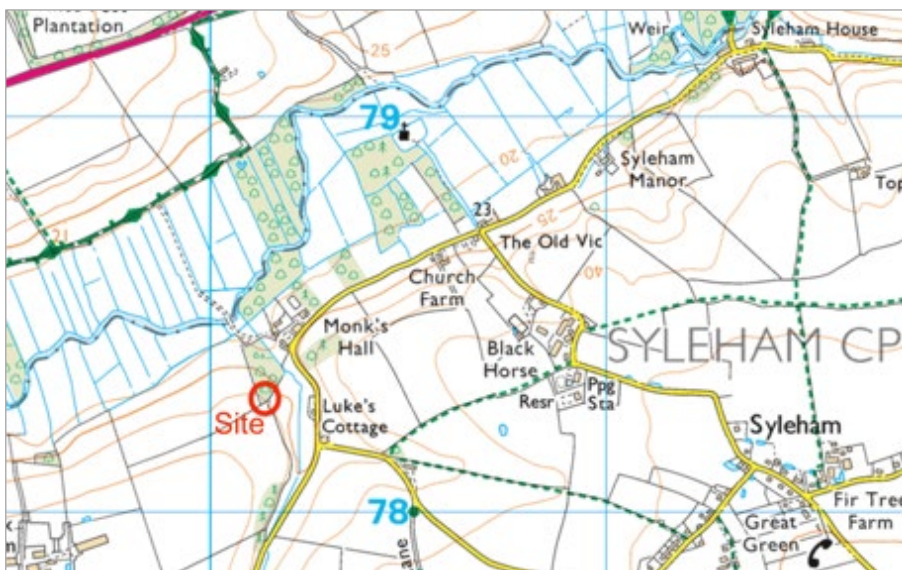 Plantation
25
Weir
Syleham House
79
20
Syleham
Manor
Top
23
25
The Old Vic
21
40
Church
Farm
Monk's
Hall
Black
Horse
SYLEHAM CP
Resr
Ppg
Sta
Site
Luke's
Cottage
Syleham
78
Fir Tree
Farm
Great
Green
ane